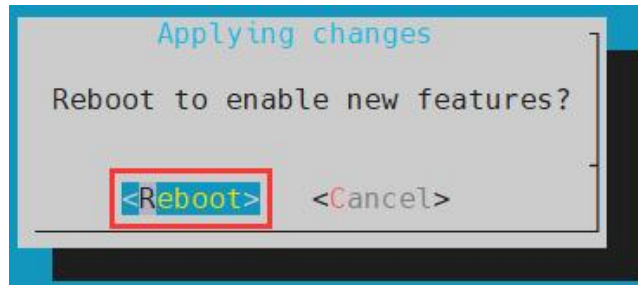 Applying changes
Reboot to enable new features?
<Reboot> <Cancel>